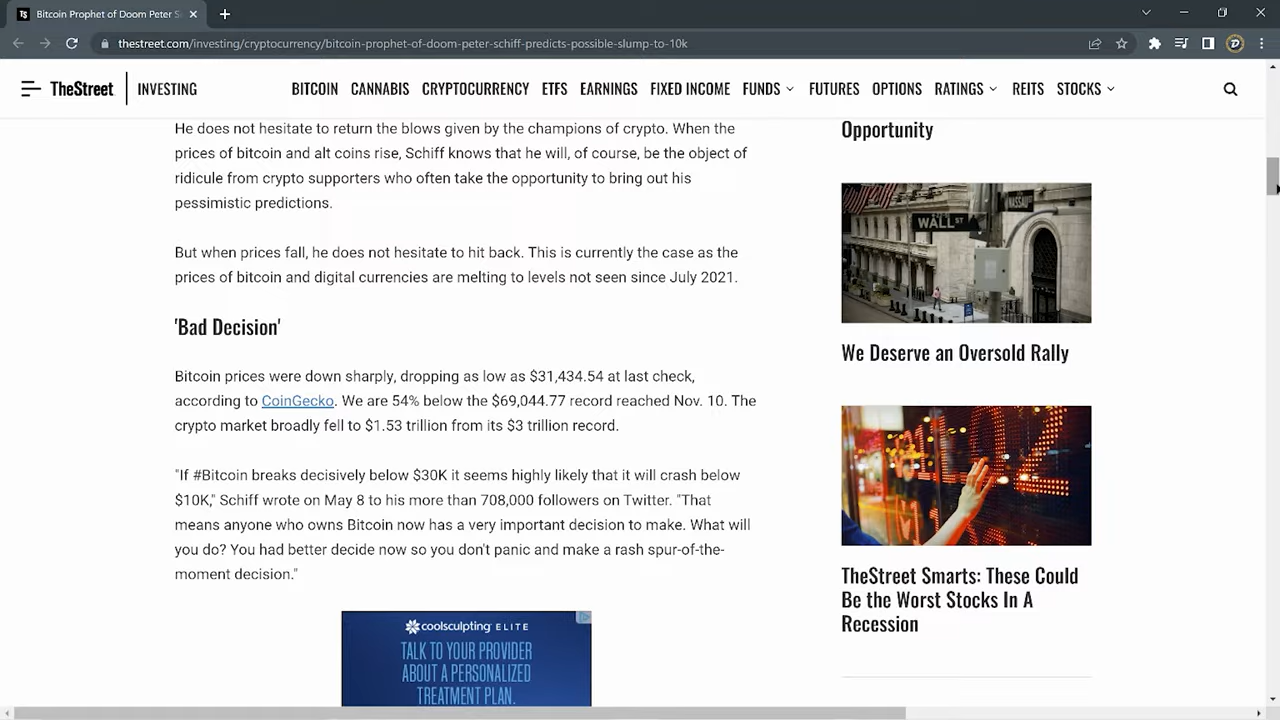 Bitcoin Prophet of Doom Peter S
thestreet.com/investing/cryptocurrency/bitcoin-prophet-of-doom-peter-schiff-predicts-possible-slump-to-10k
TheStreet INVESTING BITCOIN CANNABIS CRYPTOCURRENCY ETFS EARNINGS FIXED INCOME FUNDS FUTURES OPTIONS RATINGS REITS STOCKS
He does not hesitate to return the blows given by the champions of crypto. When the
prices of bitcoin and alt coins rise, Schiff knows that he will, of course, be the object of
ridicule from crypto supporters who often take the opportunity to bring out his
pessimistic predictions.
But when prices fall, he does not hesitate to hit back. This is currently the case as the
prices of bitcoin and digital currencies are melting to levels not seen since July 2021.
'Bad Decision'
Bitcoin prices were down sharply, dropping as low as $31,434.54 at last check,
according to CoinGecko. We are 54% below the $69,044.77 record reached Nov. 10. The
crypto market broadly fell to $1.53 trillion from its $3 trillion record.
"If #Bitcoin breaks decisively below $30K it seems highly likely that it will crash below
$10K," Schiff wrote on May 8 to his more than 708,000 followers on Twitter. "That
means anyone who owns Bitcoin now has a very important decision to make. What will
you do? You had better decide now so you don't panic and make a rash spur-of-the-
moment decision."
coolsculpting ELITE
TALK TO YOUR PROVIDER
ABOUT A PERSONALIZED
TREATMENT PLAN.
Opportunity
WALL ST
NASSAU ST
We Deserve an Oversold Rally
TheStreet Smarts: These Could
Be the Worst Stocks In A
Recession